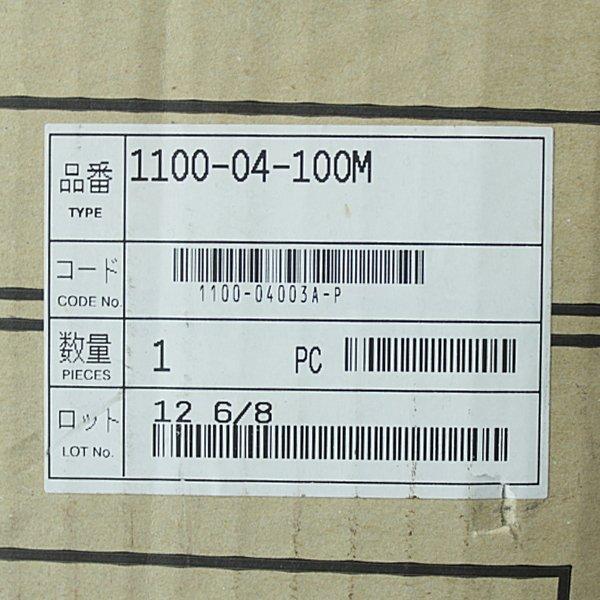 品番 1100-04-100M
TYPE
コード
CODE No. 1100-04003A-P
数量 1 PC
PIECES
ロット 12 6/8
LOT No.